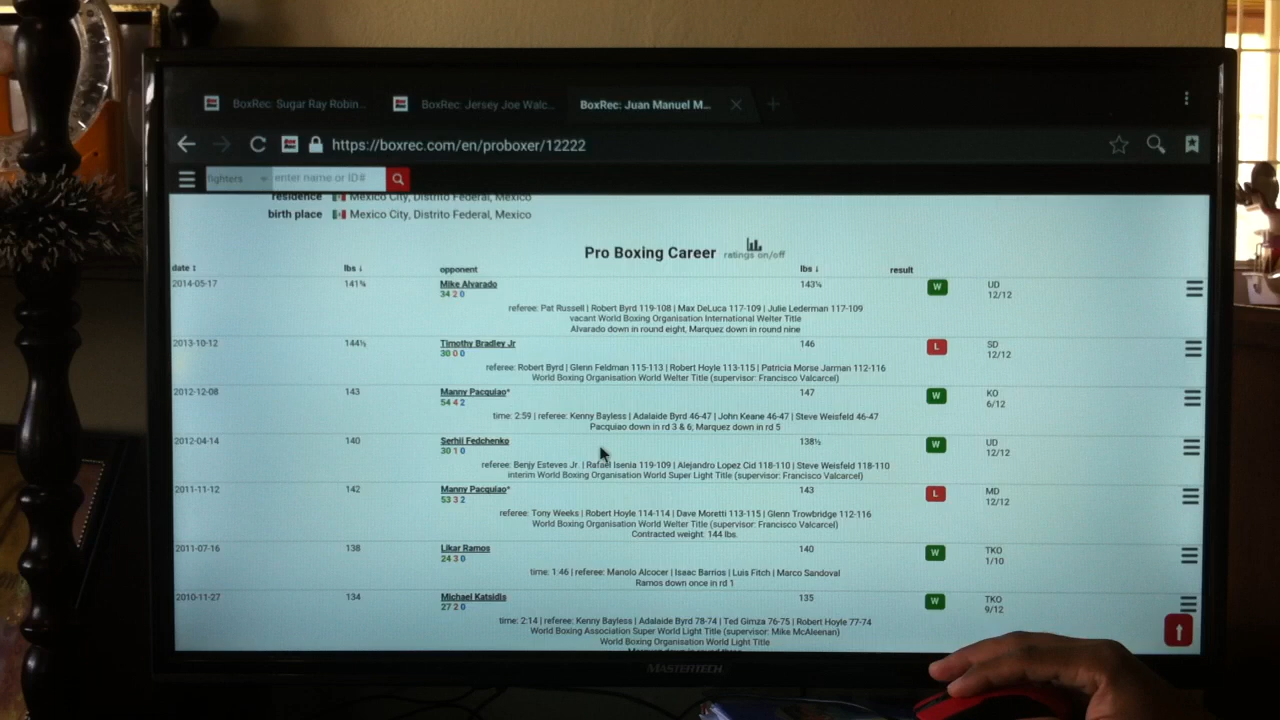 BoxRec: Sugar Ray Robin...
BoxRec: Jersey Joe Walc...
BoxRec: Juan Manuel M...
https://boxrec.com/en/proboxer/12222
fighters enter name or ID#
residence Mexico City, Distrito Federal, Mexico
birth place Mexico City, Distrito Federal, Mexico
Pro Boxing Career ratings on/off
date lbs opponent lbs result
2014-05-17 141¾ Mike Alvarado 143¼ W UD
34 2 0 12/12
referee: Pat Russell | Robert Byrd 119-108 | Max DeLuca 117-109 | Julie Lederman 117-109
vacant World Boxing Organisation International Welter Title
Alvarado down in round eight, Marquez down in round nine
2013-10-12 144½ Timothy Bradley Jr 146 L SD
30 0 0 12/12
referee: Robert Byrd | Glenn Feldman 115-113 | Robert Hoyle 113-115 | Patricia Morse Jarman 112-116
World Boxing Organisation World Welter Title (supervisor: Francisco Valcarcel)
2012-12-08 143 Manny Pacquiao* 147 W KO
54 4 2 6/12
time: 2:59 | referee: Kenny Bayless | Adalaide Byrd 46-47 | John Keane 46-47 | Steve Weisfeld 46-47
Pacquiao down in rd 3 & 6; Marquez down in rd 5
2012-04-14 140 Serhii Fedchenko 138½ W UD
30 1 0 12/12
referee: Benjy Esteves Jr | Rafael Isenia 119-109 | Alejandro Lopez Cid 118-110 | Steve Weisfeld 118-110
interim World Boxing Organisation World Super Light Title (supervisor: Francisco Valcarcel)
2011-11-12 142 Manny Pacquiao* 143 L MD
53 3 2 12/12
referee: Tony Weeks | Robert Hoyle 114-114 | Dave Moretti 113-115 | Glenn Trowbridge 112-116
World Boxing Organisation World Welter Title (supervisor: Francisco Valcarcel)
Contracted weight: 144 lbs.
2011-07-16 138 Likar Ramos 140 W TKO
24 3 0 1/10
time: 1:46 | referee: Manolo Alcocer | Isaac Barrios | Luis Fitch | Marco Sandoval
Ramos down once in rd 1
2010-11-27 134 Michael Katsidis 135 W TKO
27 2 0 9/12
time: 2:14 | referee: Kenny Bayless | Adalaide Byrd 78-74 | Ted Gimza 76-75 | Robert Hoyle 77-74
World Boxing Association Super World Light Title (supervisor: Mike McAleenan)
World Boxing Organisation World Light Title
MASTERTECH